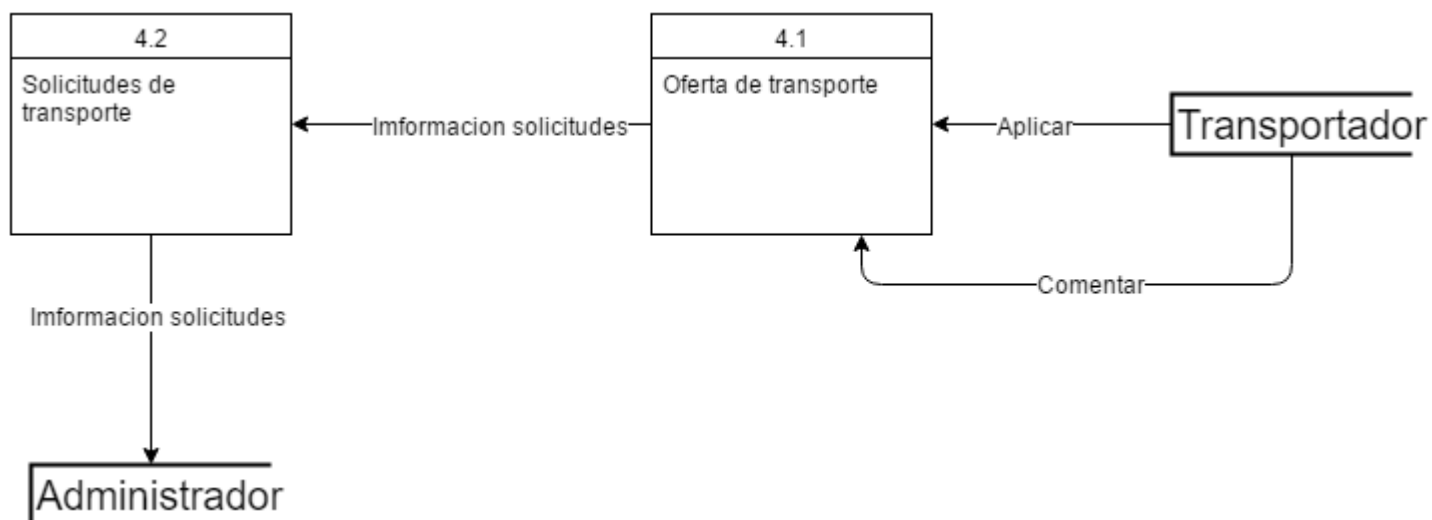 4.2
4.1
Solicitudes de
transporte
Oferta de transporte
Imformacion solicitudes
Aplicar
Transportador
Comentar
Imformacion solicitudes
Administrador